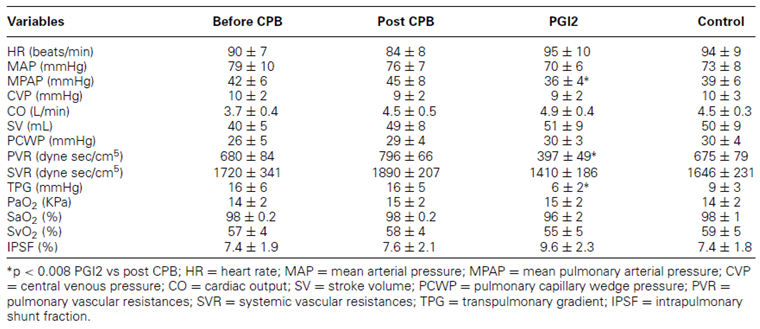 Variables Before CPB Post CPB PGI2 Control
HR (beats/min) 90 ± 7 84 ± 8 95 ± 10 94 ± 9
MAP (mmHg) 79 ± 10 76 ± 7 70 ± 6 73 ± 8
MPAP (mmHg) 42 ± 6 45 ± 8 36 ± 4* 39 ± 6
CVP (mmHg) 10 ± 2 9 ± 2 9 ± 2 10 ± 3
CO (L/min) 3.7 ± 0.4 4.5 ± 0.5 4.9 ± 0.4 4.5 ± 0.3
SV (mL) 40 ± 5 49 ± 8 51 ± 9 50 ± 9
PCWP (mmHg) 26 ± 5 29 ± 4 30 ± 3 30 ± 4
PVR (dyne sec/cm⁵) 680 ± 84 796 ± 66 397 ± 49* 675 ± 79
SVR (dyne sec/cm⁵) 1720 ± 341 1890 ± 207 1410 ± 186 1646 ± 231
TPG (mmHg) 16 ± 6 16 ± 5 6 ± 2* 9 ± 3
PaO₂ (KPa) 14 ± 2 15 ± 2 15 ± 2 14 ± 2
SaO₂ (%) 98 ± 0.2 98 ± 0.2 96 ± 2 98 ± 1
SvO₂ (%) 57 ± 4 58 ± 4 55 ± 5 59 ± 5
IPSF (%) 7.4 ± 1.9 7.6 ± 2.1 9.6 ± 2.3 7.4 ± 1.8
*p < 0.008 PGI2 vs post CPB; HR = heart rate; MAP = mean arterial pressure; MPAP = mean pulmonary arterial pressure; CVP
= central venous pressure; CO = cardiac output; SV = stroke volume; PCWP = pulmonary capillary wedge pressure; PVR =
pulmonary vascular resistances; SVR = systemic vascular resistances; TPG = transpulmonary gradient; IPSF = intrapulmonary
shunt fraction.